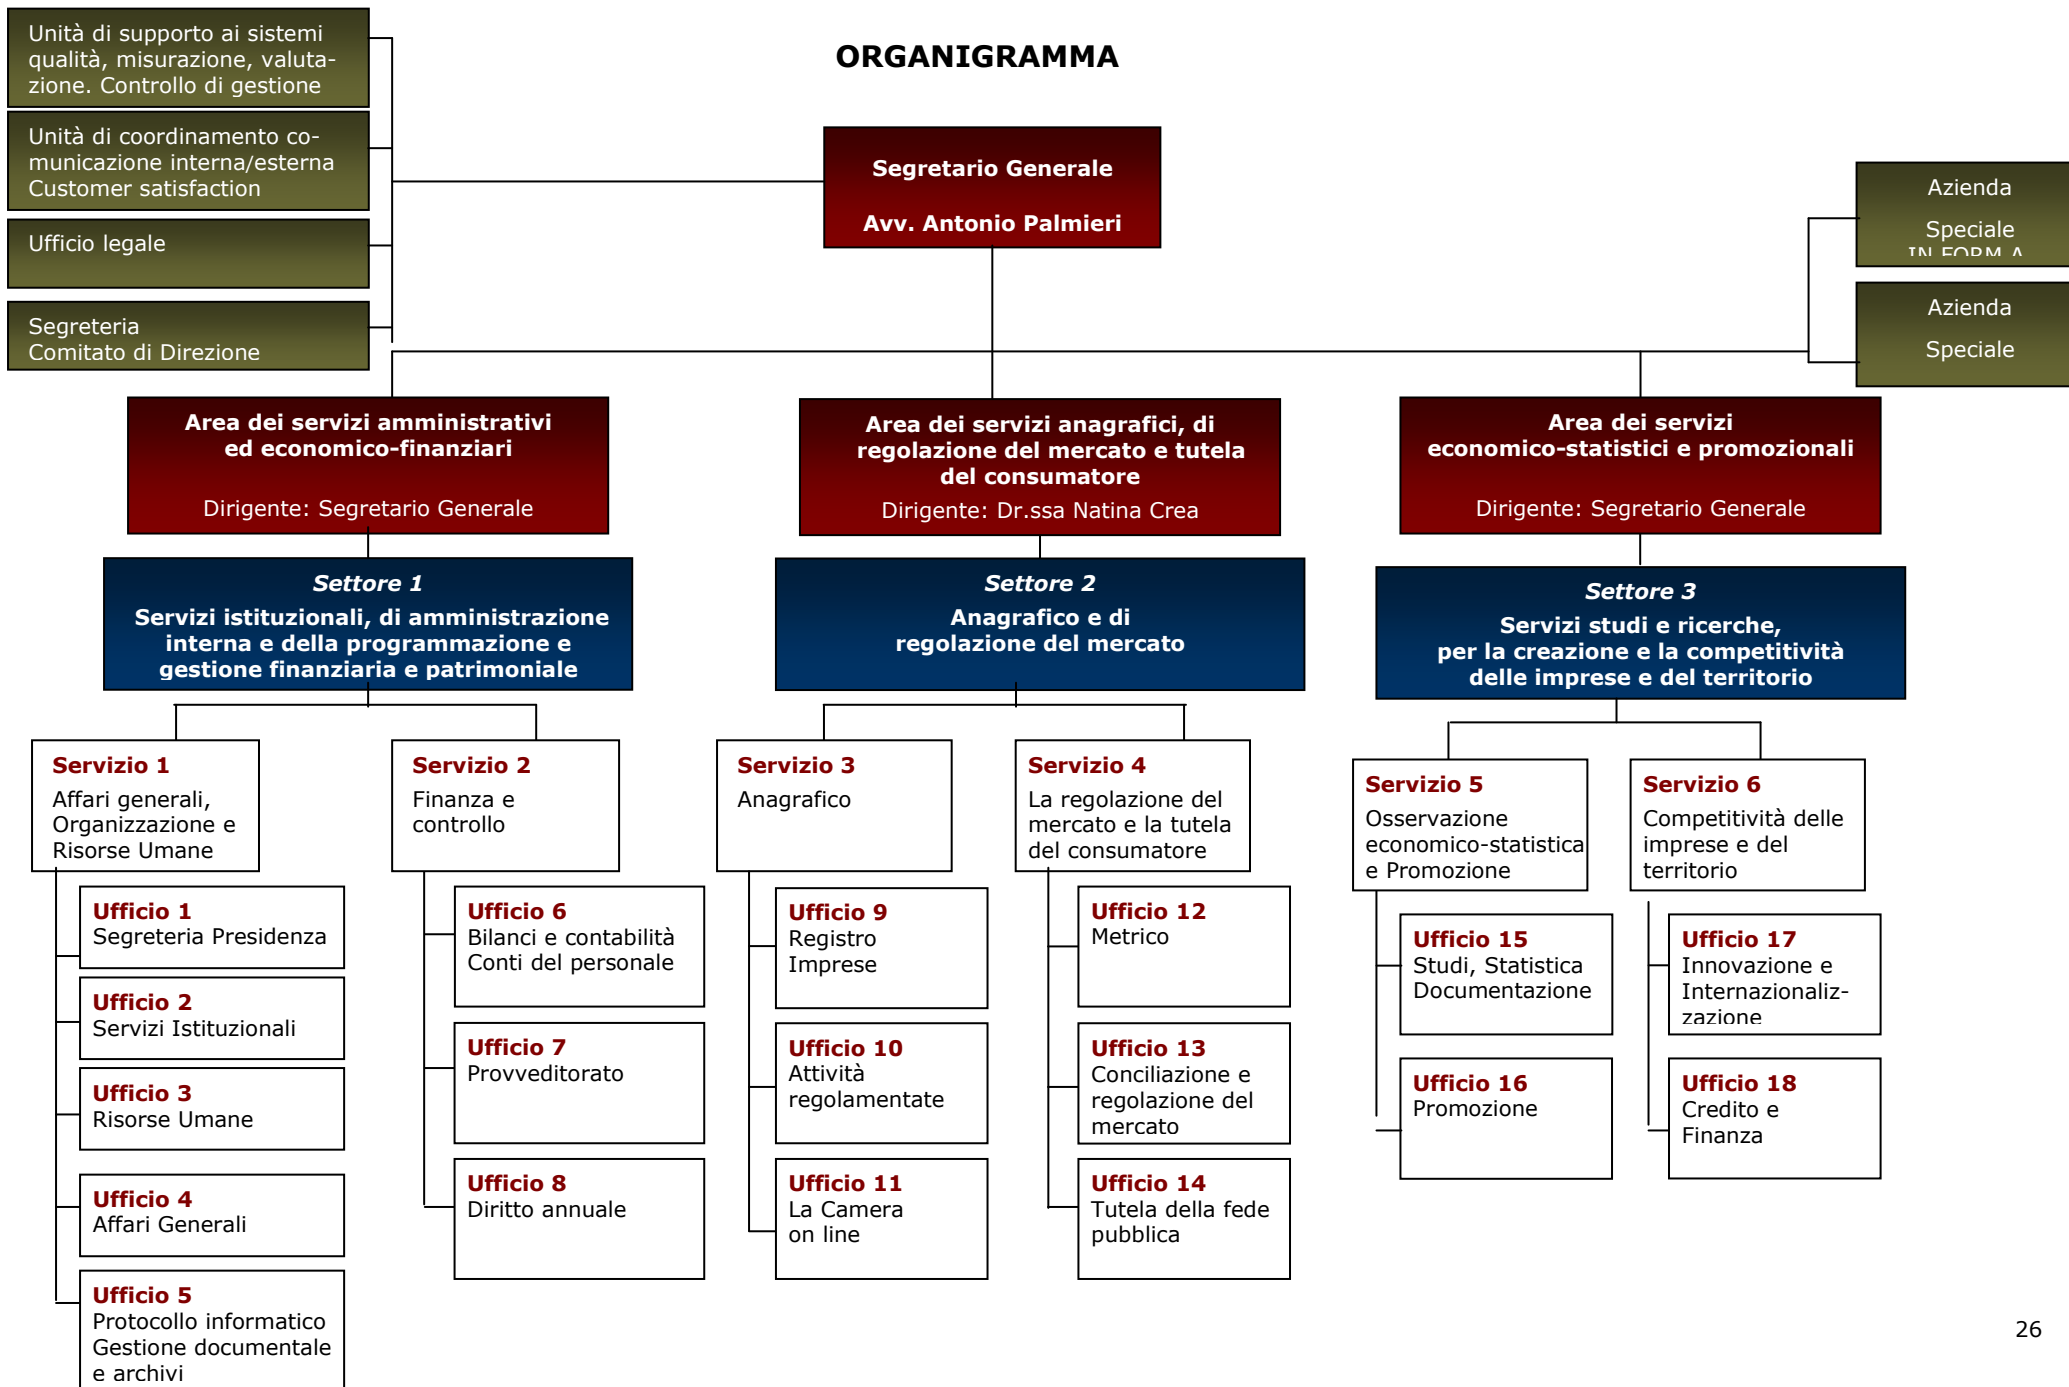 ORGANIGRAMMA
Unità di supporto ai sistemi
qualità, misurazione, valuta-
zione. Controllo di gestione
Unità di coordinamento co-
municazione interna/esterna
Customer satisfaction
Ufficio legale
Segreteria
Comitato di Direzione
Segretario Generale
Avv. Antonio Palmieri
Azienda
Speciale
IN.FORM.A.
Azienda
Speciale
Area dei servizi amministrativi
ed economico-finanziari
Dirigente: Segretario Generale
Area dei servizi anagrafici, di
regolazione del mercato e tutela
del consumatore
Dirigente: Dr.ssa Natina Crea
Area dei servizi
economico-statistici e promozionali
Dirigente: Segretario Generale
Settore 1
Servizi istituzionali, di amministrazione
interna e della programmazione e
gestione finanziaria e patrimoniale
Settore 2
Anagrafico e di
regolazione del mercato
Settore 3
Servizi studi e ricerche,
per la creazione e la competitività
delle imprese e del territorio
Servizio 1
Affari generali,
Organizzazione e
Risorse Umane
Ufficio 1
Segreteria Presidenza
Ufficio 2
Servizi Istituzionali
Ufficio 3
Risorse Umane
Ufficio 4
Affari Generali
Ufficio 5
Protocollo informatico
Gestione documentale
e archivi
Servizio 2
Finanza e
controllo
Ufficio 6
Bilanci e contabilità
Conti del personale
Ufficio 7
Provveditorato
Ufficio 8
Diritto annuale
Servizio 3
Anagrafico
Ufficio 9
Registro
Imprese
Ufficio 10
Attività
regolamentate
Ufficio 11
La Camera
on line
Servizio 4
La regolazione del
mercato e la tutela
del consumatore
Ufficio 12
Metrico
Ufficio 13
Conciliazione e
regolazione del
mercato
Ufficio 14
Tutela della fede
pubblica
Servizio 5
Osservazione
economico-statistica
e Promozione
Ufficio 15
Studi, Statistica
Documentazione
Ufficio 16
Promozione
Servizio 6
Competitività delle
imprese e del
territorio
Ufficio 17
Innovazione e
Internazionaliz-
zazione
Ufficio 18
Credito e
Finanza
26